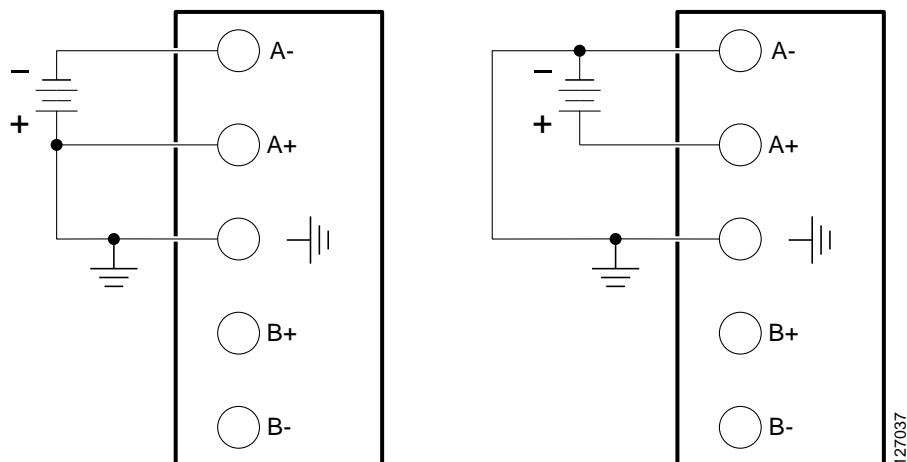 A-
−
+
A+
B+
B-
A-
−
+
A+
B+
B-
127037